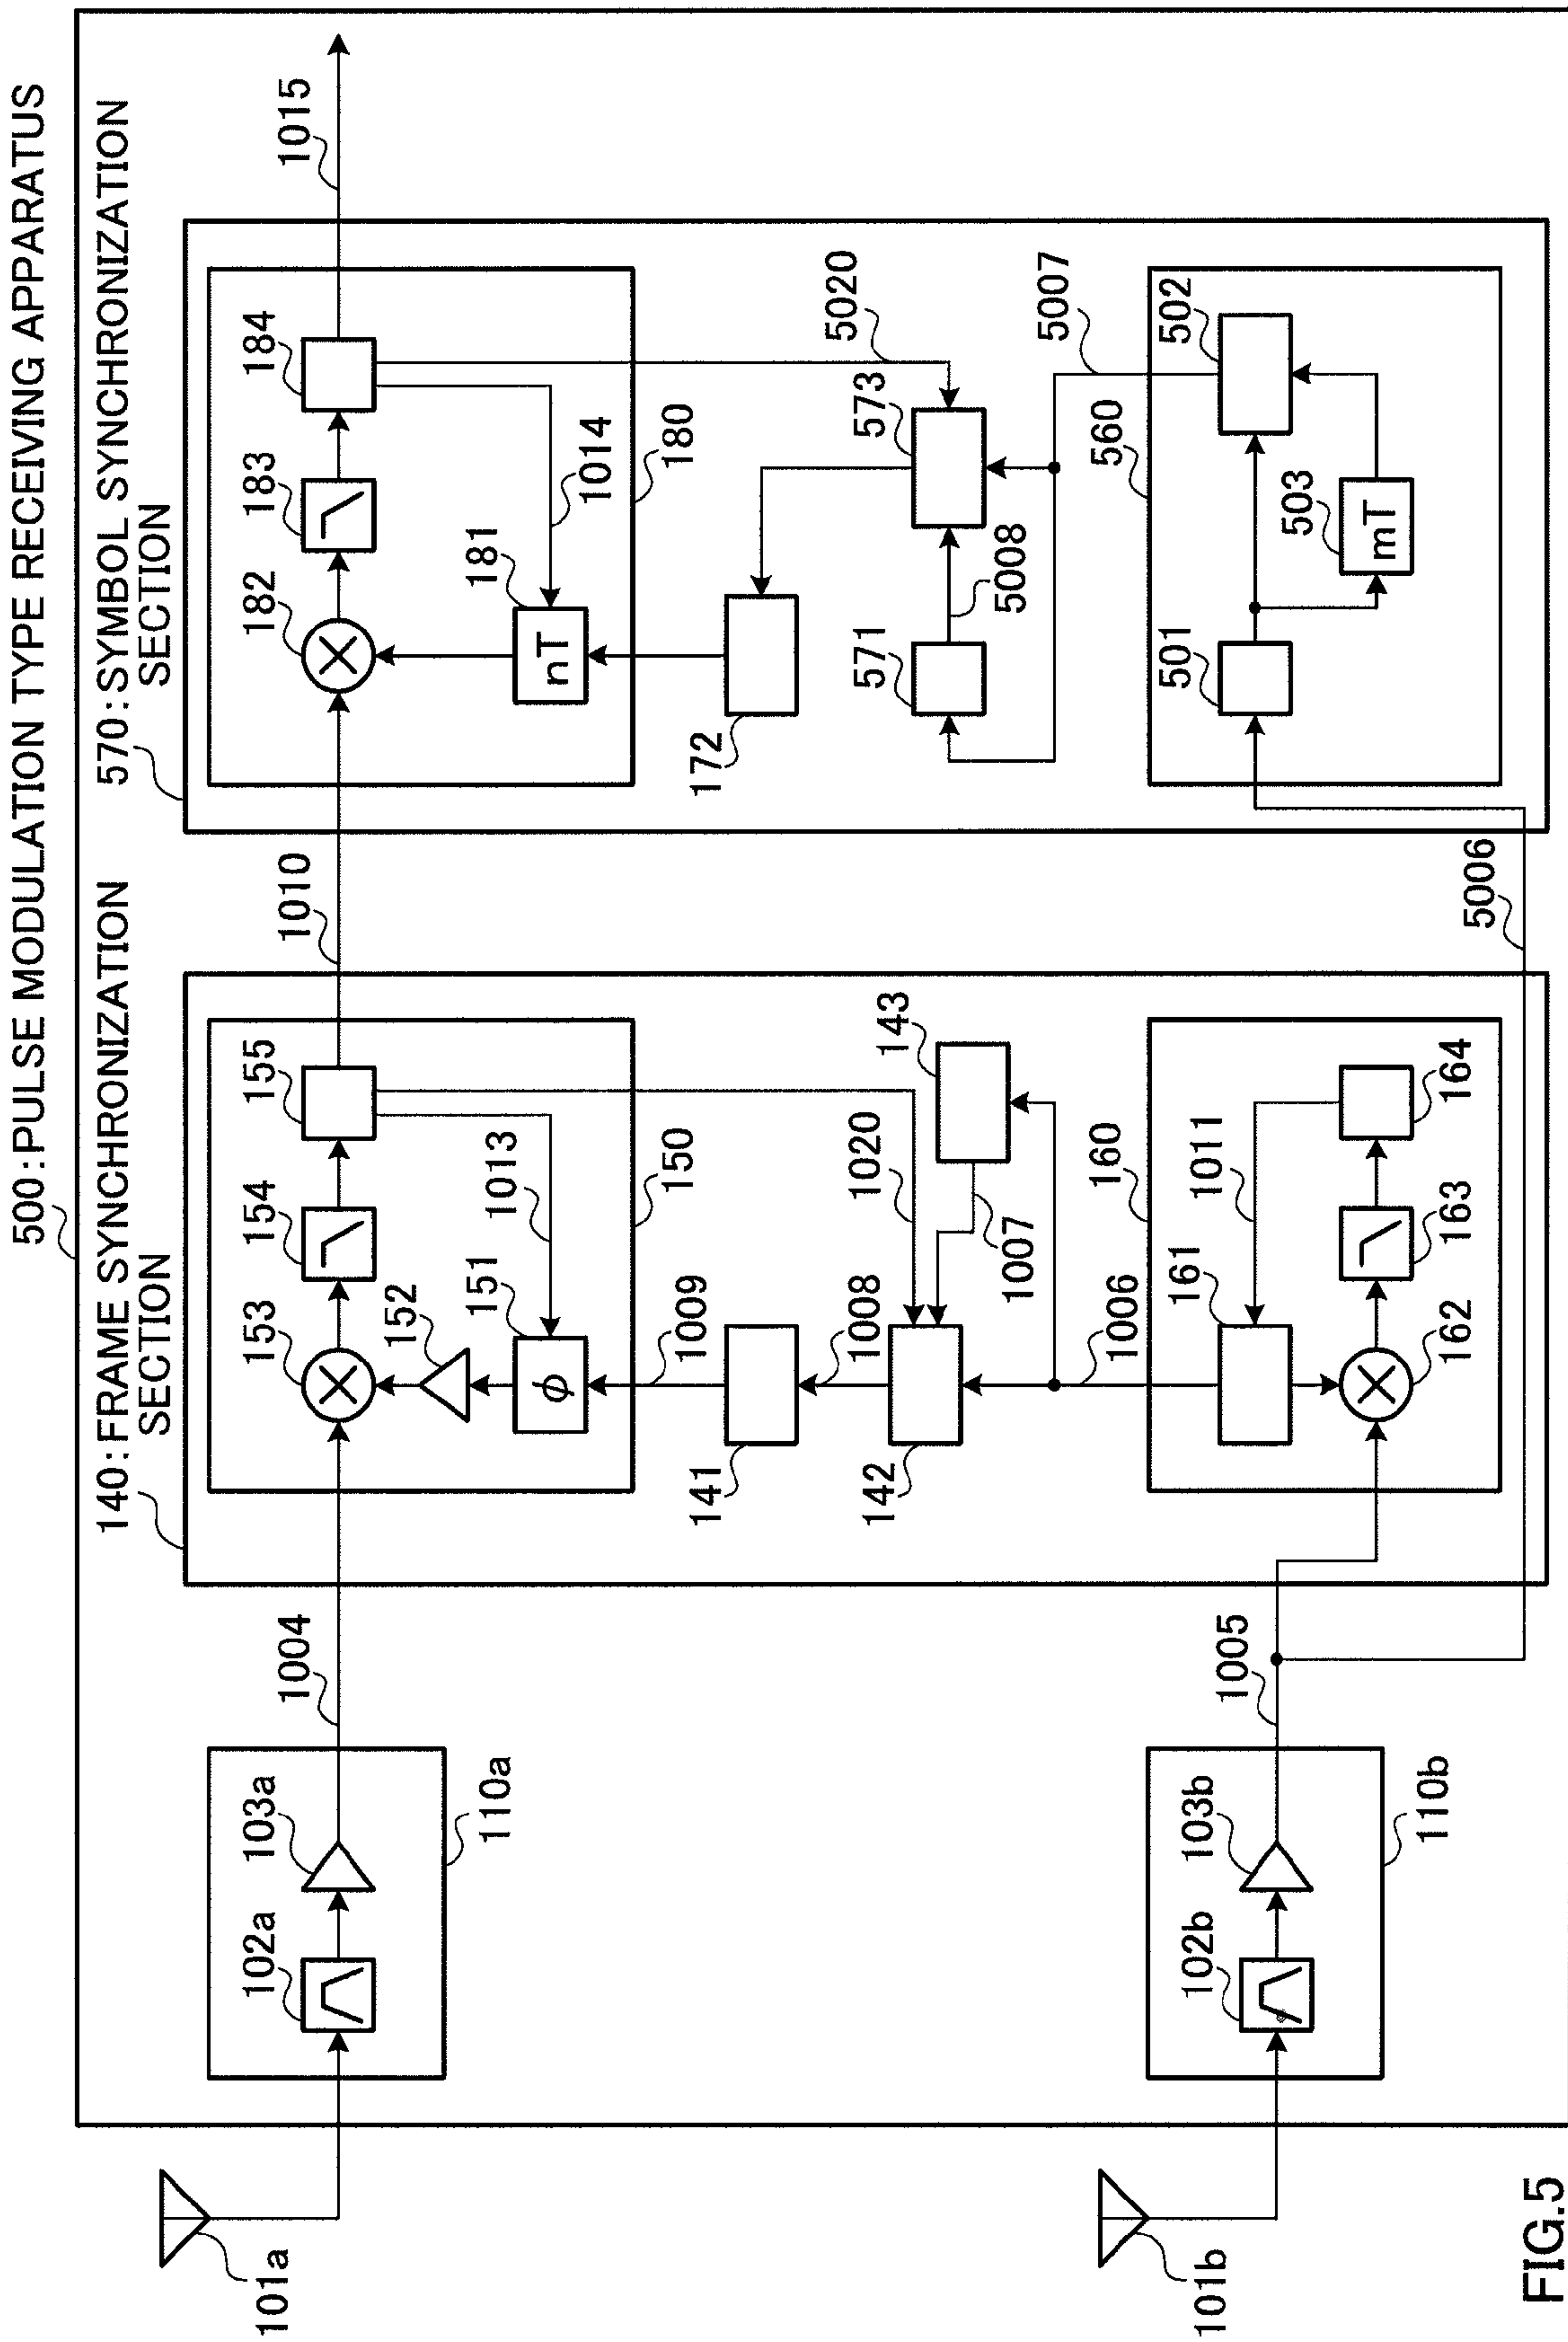 500:PULSE MODULATION TYPE RECEIVING APPARATUS
140:FRAME SYNCHRONIZATION
SECTION
570:SYMBOL SYNCHRONIZATION
SECTION
101a
102a
103a
110a
1004
153
154
155
152
151
ϕ
1013
150
1009
141
1020
143
1008
142
1007
1006
160
161
1011
162
163
164
1010
182
183
184
1015
181
nT
1014
180
172
5020
573
571
5008
5007
560
501
502
503
mT
101b
102b
103b
110b
1005
5006
FIG.5